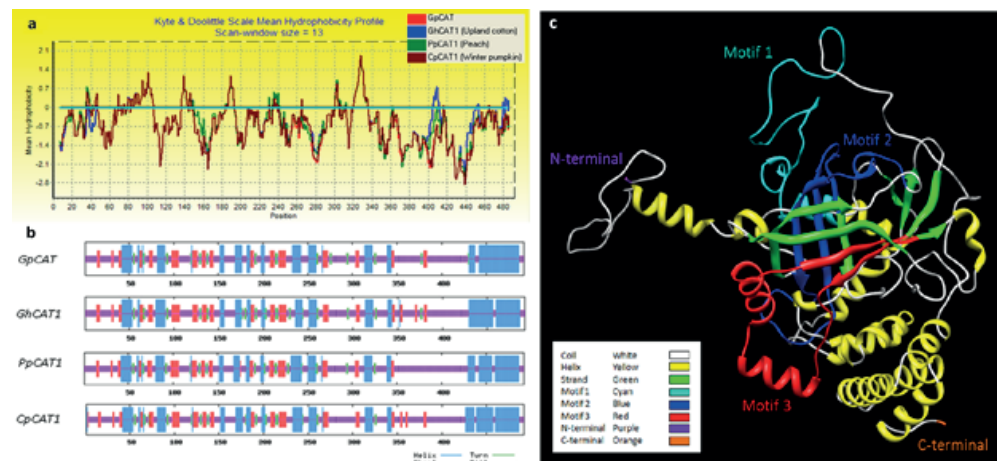 a
Kyte & Doolittle Scale Mean Hydrophobicity Profile
Scan-window size = 13
GpCAT
GhCAT1 (Upland cotton)
PpCAT1 (Peach)
CpCAT1 (Winter pumpkin)
Mean Hydrophobicity
2.1
1.4
0.7
0
-0.7
-1.4
-2.1
-2.8
0 20 40 60 80 100 120 140 160 180 200 220 240 260 280 300 320 340 360 380 400 420 440 460 480
Position
b
GpCAT
50 100 150 200 250 300 350 400
GhCAT1
50 100 150 200 250 300 350 400
PpCAT1
50 100 150 200 250 300 350 400
CpCAT1
50 100 150 200 250 300 350 400
Helix Turn
c
Motif 1
Motif 2
N-terminal
Motif 3
C-terminal
Coil White
Helix Yallow
Strand Green
Motif1 Cyan
Motif2 Blue
Motif3 Red
N-terminal Purple
C-terminal Orange